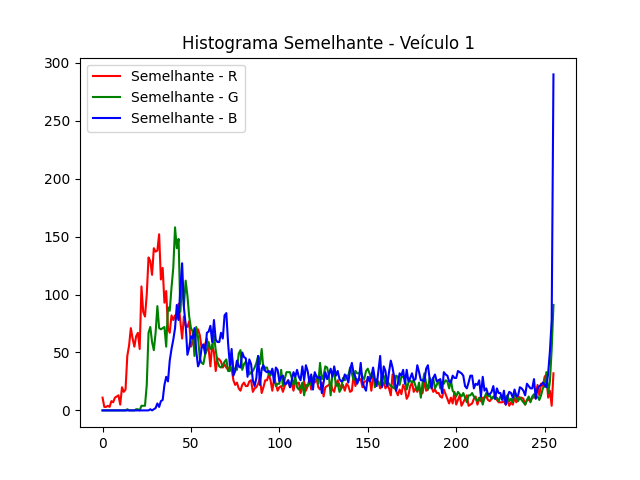 Histograma Semelhante - Veículo 1
Semelhante - R
Semelhante - G
Semelhante - B
300
250
200
150
100
50
0
0 50 100 150 200 250